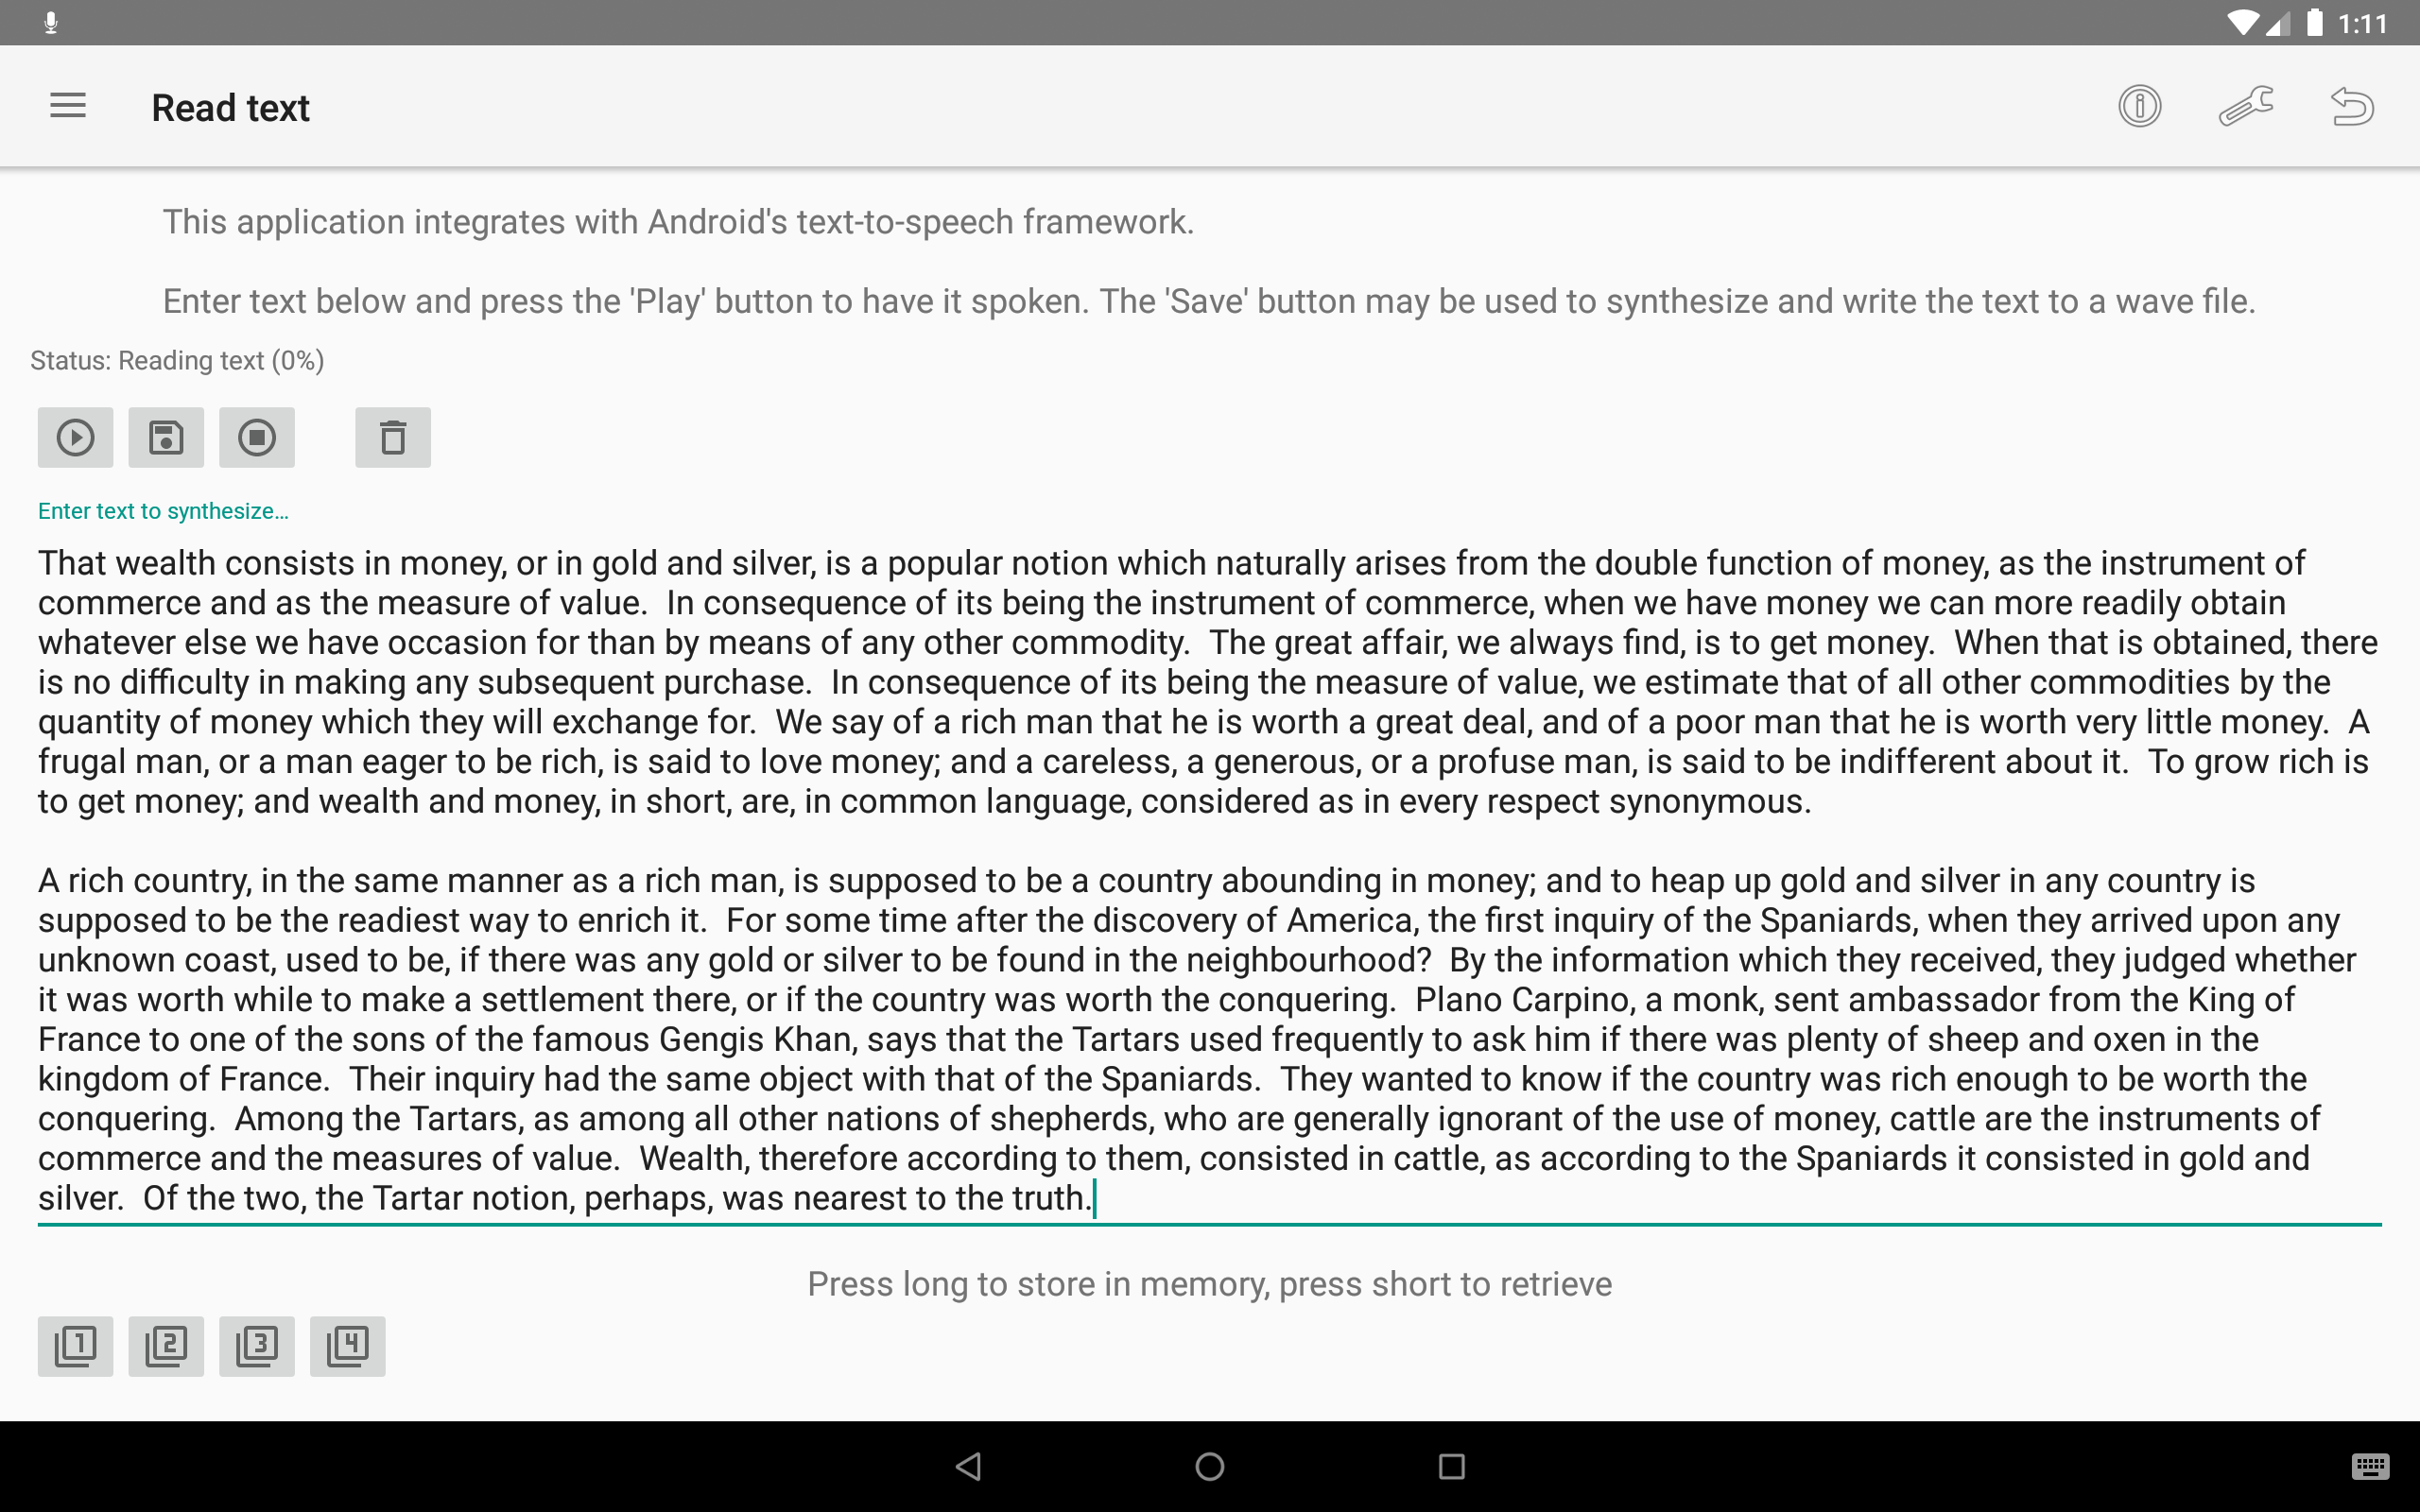 1:11
Read text
This application integrates with Android's text-to-speech framework.
Enter text below and press the 'Play' button to have it spoken. The 'Save' button may be used to synthesize and write the text to a wave file.
Status: Reading text (0%)
Enter text to synthesize...
That wealth consists in money, or in gold and silver, is a popular notion which naturally arises from the double function of money, as the instrument of
commerce and as the measure of value.  In consequence of its being the instrument of commerce, when we have money we can more readily obtain
whatever else we have occasion for than by means of any other commodity.  The great affair, we always find, is to get money.  When that is obtained, there
is no difficulty in making any subsequent purchase.  In consequence of its being the measure of value, we estimate that of all other commodities by the
quantity of money which they will exchange for.  We say of a rich man that he is worth a great deal, and of a poor man that he is worth very little money.  A
frugal man, or a man eager to be rich, is said to love money; and a careless, a generous, or a profuse man, is said to be indifferent about it.  To grow rich is
to get money; and wealth and money, in short, are, in common language, considered as in every respect synonymous.
A rich country, in the same manner as a rich man, is supposed to be a country abounding in money; and to heap up gold and silver in any country is
supposed to be the readiest way to enrich it.  For some time after the discovery of America, the first inquiry of the Spaniards, when they arrived upon any
unknown coast, used to be, if there was any gold or silver to be found in the neighbourhood?  By the information which they received, they judged whether
it was worth while to make a settlement there, or if the country was worth the conquering.  Plano Carpino, a monk, sent ambassador from the King of
France to one of the sons of the famous Gengis Khan, says that the Tartars used frequently to ask him if there was plenty of sheep and oxen in the
kingdom of France.  Their inquiry had the same object with that of the Spaniards.  They wanted to know if the country was rich enough to be worth the
conquering.  Among the Tartars, as among all other nations of shepherds, who are generally ignorant of the use of money, cattle are the instruments of
commerce and the measures of value.  Wealth, therefore according to them, consisted in cattle, as according to the Spaniards it consisted in gold and
silver.  Of the two, the Tartar notion, perhaps, was nearest to the truth.
Press long to store in memory, press short to retrieve
1 2 3 4